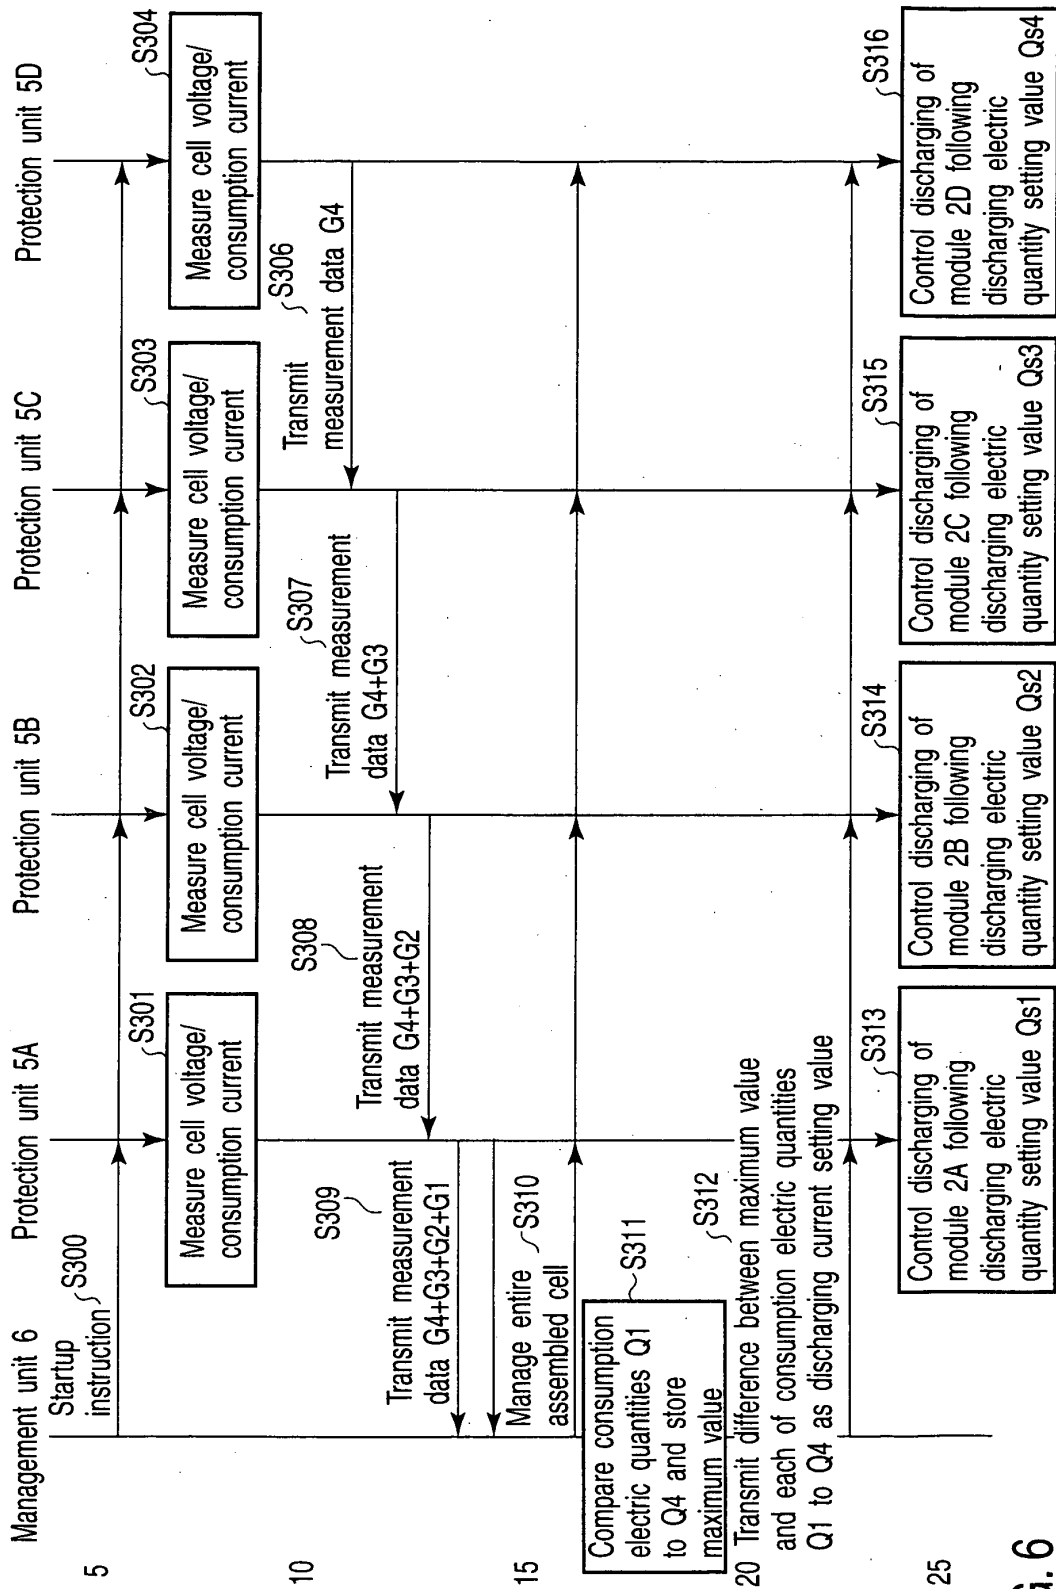 Management unit 6
Protection unit 5A
Protection unit 5B
Protection unit 5C
Protection unit 5D
Startup
instruction
S300
5
S301
Measure cell voltage/
consumption current
S302
Measure cell voltage/
consumption current
S303
Measure cell voltage/
consumption current
S304
Measure cell voltage/
consumption current
10
S306
Transmit
measurement data G4
S307
Transmit measurement
data G4+G3
S308
Transmit measurement
data G4+G3+G2
S309
Transmit measurement
data G4+G3+G2+G1
15
S310
Manage entire
assembled cell
S311
Compare consumption
electric quantities Q1
to Q4 and store
maximum value
S312
20
Transmit difference between maximum value
and each of consumption electric quantities
Q1 to Q4 as discharging current setting value
25
S313
Control discharging of
module 2A following
discharging electric
quantity setting value Qs1
S314
Control discharging of
module 2B following
discharging electric
quantity setting value Qs2
S315
Control discharging of
module 2C following
discharging electric
quantity setting value Qs3
S316
Control discharging of
module 2D following
discharging electric
quantity setting value Qs4
G. 6